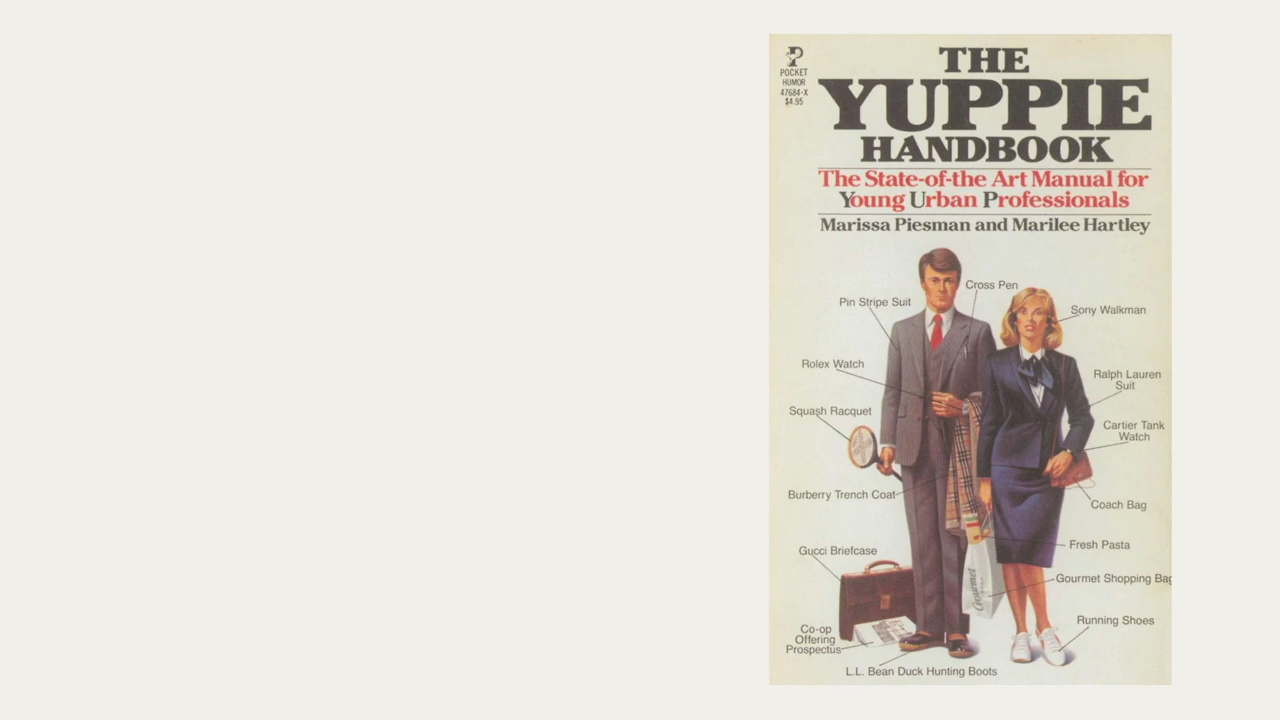 POCKET
HUMOR
47684-X
$4.95
THE
YUPPIE
HANDBOOK
The State-of-the Art Manual for
Young Urban Professionals
Marissa Piesman and Marilee Hartley
Cross Pen
Pin Stripe Suit
Sony Walkman
Rolex Watch
Ralph Lauren
Suit
Squash Racquet
Cartier Tank
Watch
Burberry Trench Coat
Coach Bag
Fresh Pasta
Gucci Briefcase
Gourmet Shopping Bag
Gourmet
Running Shoes
Co-op
Offering
Prospectus
L.L. Bean Duck Hunting Boots